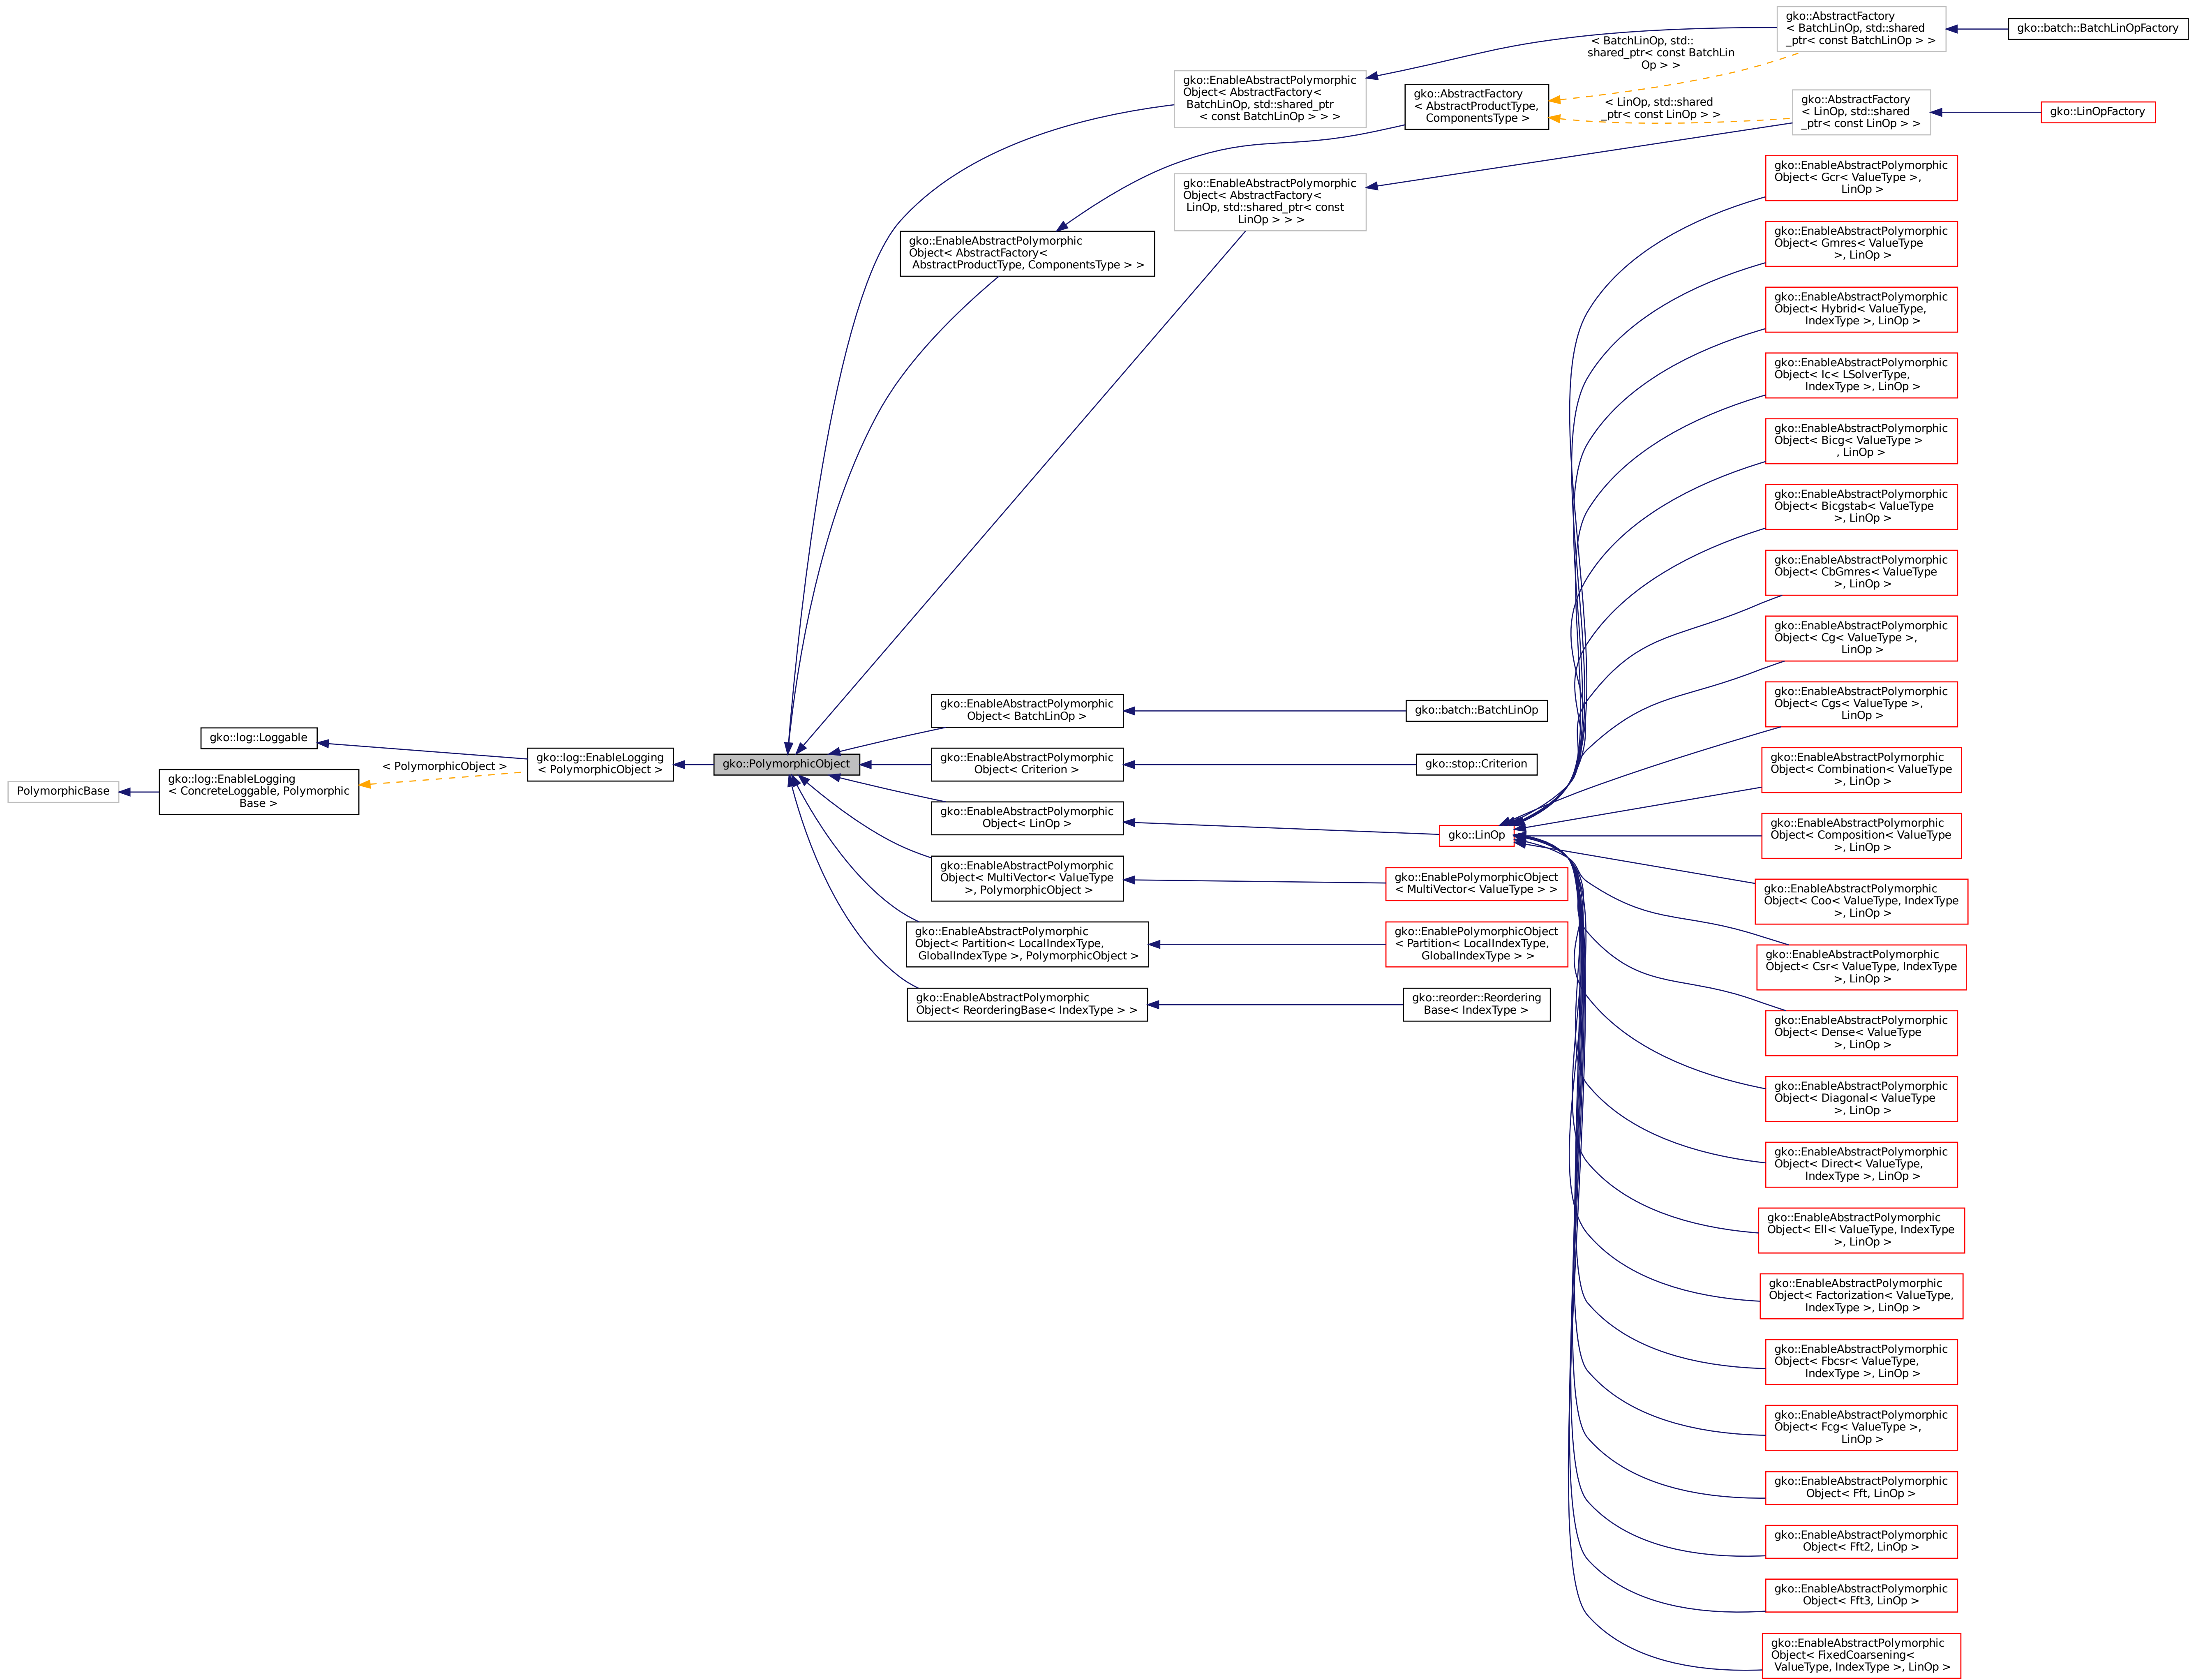 PolymorphicBase
gko::log::Loggable
gko::log::EnableLogging
< ConcreteLoggable, Polymorphic
Base >
< PolymorphicObject >
gko::log::EnableLogging
< PolymorphicObject >
gko::PolymorphicObject
gko::EnableAbstractPolymorphic
Object< AbstractFactory<
BatchLinOp, std::shared_ptr
< const BatchLinOp > > >
gko::EnableAbstractPolymorphic
Object< AbstractFactory<
AbstractProductType, ComponentsType > >
gko::EnableAbstractPolymorphic
Object< AbstractFactory<
LinOp, std::shared_ptr< const
LinOp > > >
gko::EnableAbstractPolymorphic
Object< BatchLinOp >
gko::EnableAbstractPolymorphic
Object< Criterion >
gko::EnableAbstractPolymorphic
Object< LinOp >
gko::EnableAbstractPolymorphic
Object< MultiVector< ValueType
>, PolymorphicObject >
gko::EnableAbstractPolymorphic
Object< Partition< LocalIndexType,
GlobalIndexType >, PolymorphicObject >
gko::EnableAbstractPolymorphic
Object< ReorderingBase< IndexType > >
gko::AbstractFactory
< AbstractProductType,
ComponentsType >
< BatchLinOp, std::
shared_ptr< const BatchLin
Op > >
< LinOp, std::shared
_ptr< const LinOp > >
gko::AbstractFactory
< BatchLinOp, std::shared
_ptr< const BatchLinOp > >
gko::batch::BatchLinOpFactory
gko::AbstractFactory
< LinOp, std::shared
_ptr< const LinOp > >
gko::LinOpFactory
gko::batch::BatchLinOp
gko::stop::Criterion
gko::LinOp
gko::EnablePolymorphicObject
< MultiVector< ValueType > >
gko::EnablePolymorphicObject
< Partition< LocalIndexType,
GlobalIndexType > >
gko::reorder::Reordering
Base< IndexType >
gko::EnableAbstractPolymorphic
Object< Gcr< ValueType >,
LinOp >
gko::EnableAbstractPolymorphic
Object< Gmres< ValueType
>, LinOp >
gko::EnableAbstractPolymorphic
Object< Hybrid< ValueType,
IndexType >, LinOp >
gko::EnableAbstractPolymorphic
Object< Ic< LSolverType,
IndexType >, LinOp >
gko::EnableAbstractPolymorphic
Object< Bicg< ValueType >
, LinOp >
gko::EnableAbstractPolymorphic
Object< Bicgstab< ValueType
>, LinOp >
gko::EnableAbstractPolymorphic
Object< CbGmres< ValueType
>, LinOp >
gko::EnableAbstractPolymorphic
Object< Cg< ValueType >,
LinOp >
gko::EnableAbstractPolymorphic
Object< Cgs< ValueType >,
LinOp >
gko::EnableAbstractPolymorphic
Object< Combination< ValueType
>, LinOp >
gko::EnableAbstractPolymorphic
Object< Composition< ValueType
>, LinOp >
gko::EnableAbstractPolymorphic
Object< Coo< ValueType, IndexType
>, LinOp >
gko::EnableAbstractPolymorphic
Object< Csr< ValueType, IndexType
>, LinOp >
gko::EnableAbstractPolymorphic
Object< Dense< ValueType
>, LinOp >
gko::EnableAbstractPolymorphic
Object< Diagonal< ValueType
>, LinOp >
gko::EnableAbstractPolymorphic
Object< Direct< ValueType,
IndexType >, LinOp >
gko::EnableAbstractPolymorphic
Object< Ell< ValueType, IndexType
>, LinOp >
gko::EnableAbstractPolymorphic
Object< Factorization< ValueType,
IndexType >, LinOp >
gko::EnableAbstractPolymorphic
Object< Fbcsr< ValueType,
IndexType >, LinOp >
gko::EnableAbstractPolymorphic
Object< Fcg< ValueType >,
LinOp >
gko::EnableAbstractPolymorphic
Object< Fft, LinOp >
gko::EnableAbstractPolymorphic
Object< Fft2, LinOp >
gko::EnableAbstractPolymorphic
Object< Fft3, LinOp >
gko::EnableAbstractPolymorphic
Object< FixedCoarsening<
ValueType, IndexType >, LinOp >